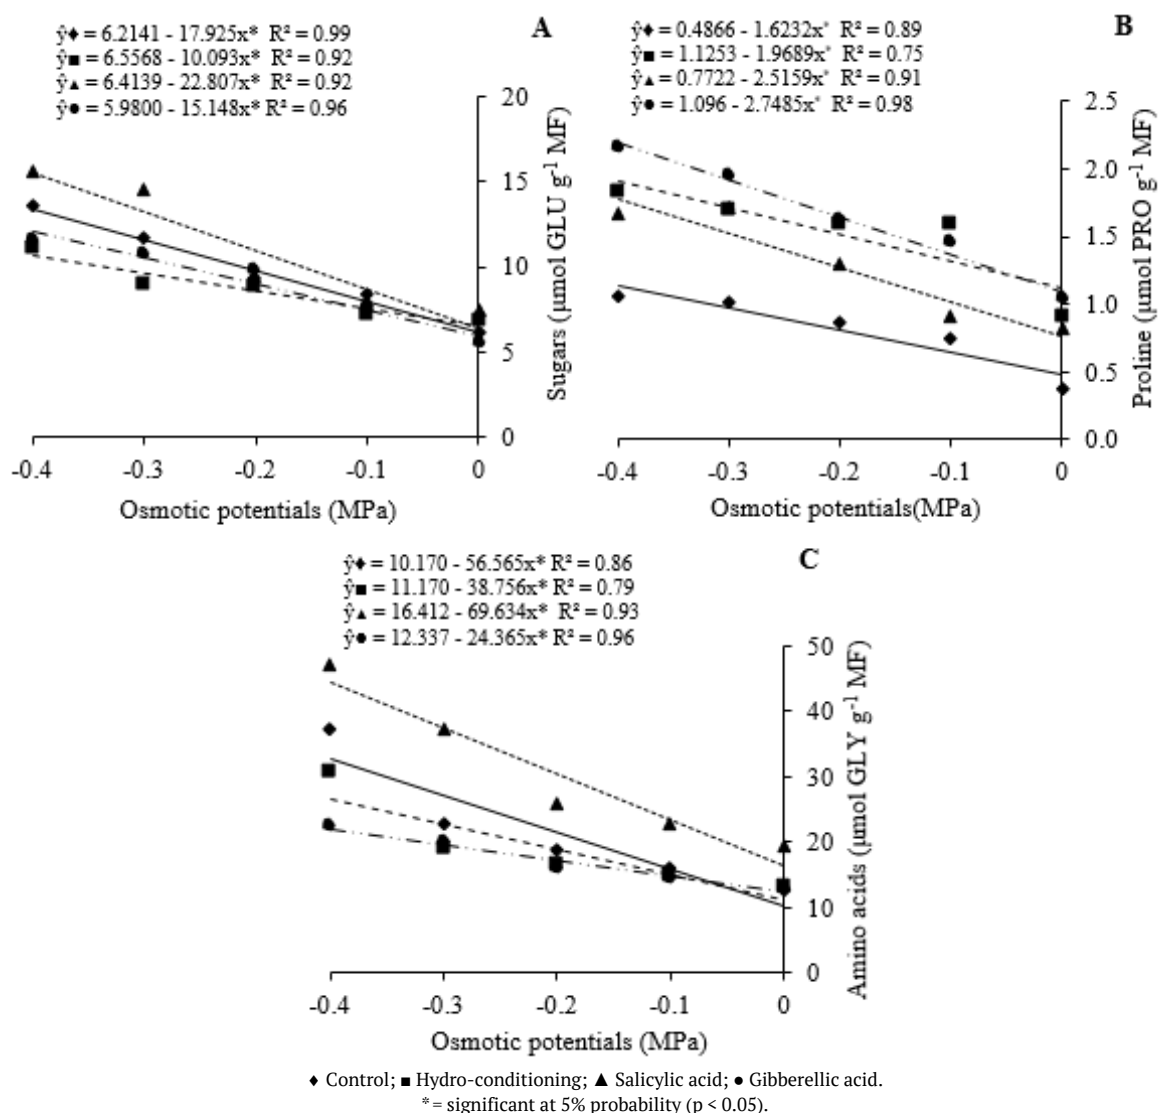 A
ŷ♦ = 6.2141 - 17.925x* R² = 0.99
ŷ■ = 6.5568 - 10.093x* R² = 0.92
ŷ▲ = 6.4139 - 22.807x* R² = 0.92
ŷ● = 5.9800 - 15.148x* R² = 0.96
20
15
10
5
0
Sugars (µmol GLU g⁻¹ MF)
-0.4 -0.3 -0.2 -0.1 0
Osmotic potentials (MPa)
B
ŷ♦ = 0.4866 - 1.6232x* R² = 0.89
ŷ■ = 1.1253 - 1.9689x* R² = 0.75
ŷ▲ = 0.7722 - 2.5159x* R² = 0.91
ŷ● = 1.096 - 2.7485x* R² = 0.98
2.5
2.0
1.5
1.0
0.5
0.0
Proline (µmol PRO g⁻¹ MF)
-0.4 -0.3 -0.2 -0.1 0
Osmotic potentials(MPa)
C
ŷ♦ = 10.170 - 56.565x* R² = 0.86
ŷ■ = 11.170 - 38.756x* R² = 0.79
ŷ▲ = 16.412 - 69.634x* R² = 0.93
ŷ● = 12.337 - 24.365x* R² = 0.96
50
40
30
20
10
0
Amino acids (µmol GLY g⁻¹ MF)
-0.4 -0.3 -0.2 -0.1 0
Osmotic potentials (MPa)
♦ Control; ■ Hydro-conditioning; ▲ Salicylic acid; ● Gibberellic acid.
* = significant at 5% probability (p < 0.05).